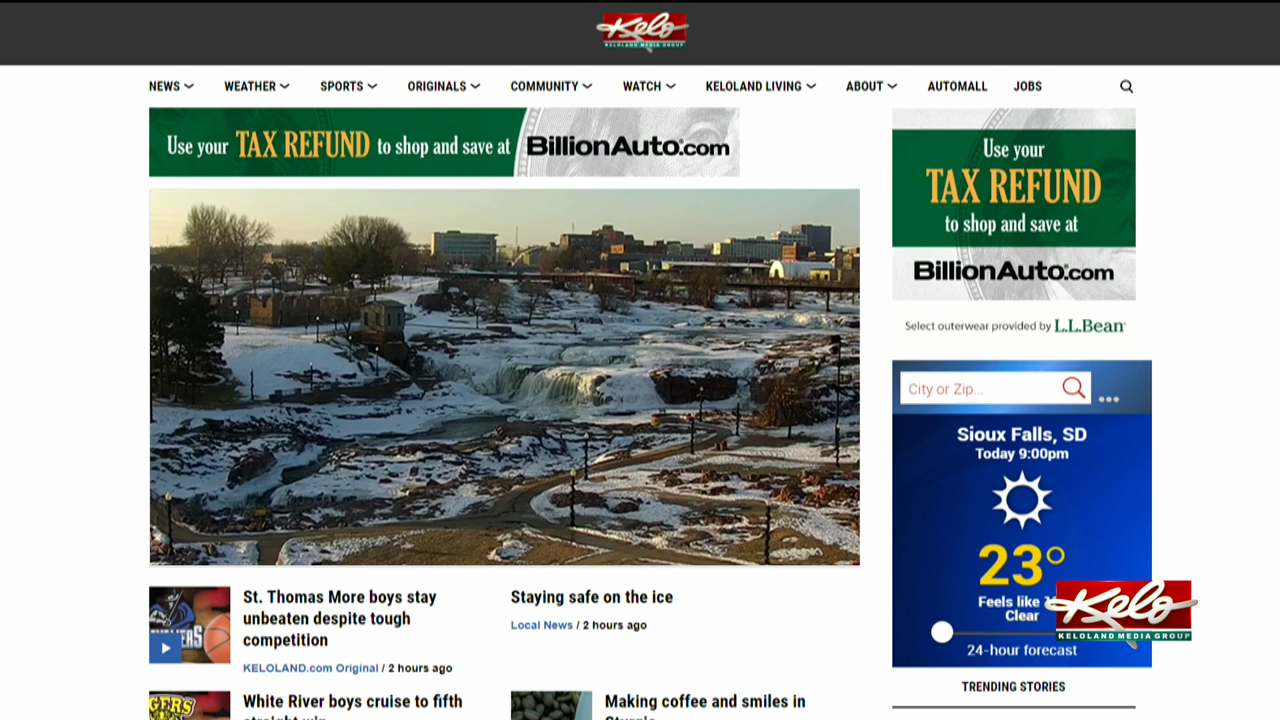 Kelo
KELOLAND MEDIA GROUP
NEWS WEATHER SPORTS ORIGINALS COMMUNITY WATCH KELOLAND LIVING ABOUT AUTOMALL JOBS
Use your TAX REFUND to shop and save at BillionAuto.com
Use your
TAX REFUND
to shop and save at
BillionAuto.com
Select outerwear provided by L.L.Bean
City or Zip...
Sioux Falls, SD
Today 9:00pm
23°
Feels like
Clear
24-hour forecast
Kelo
KELOLAND MEDIA GROUP
TRENDING STORIES
St. Thomas More boys stay
unbeaten despite tough
competition
KELOLAND.com Original / 2 hours ago
Staying safe on the ice
Local News / 2 hours ago
White River boys cruise to fifth
Making coffee and smiles in